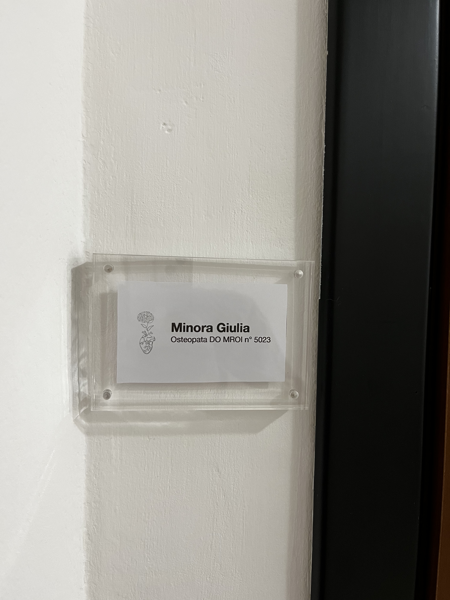 Minora Giulia
Osteopata DO MROI n° 5023